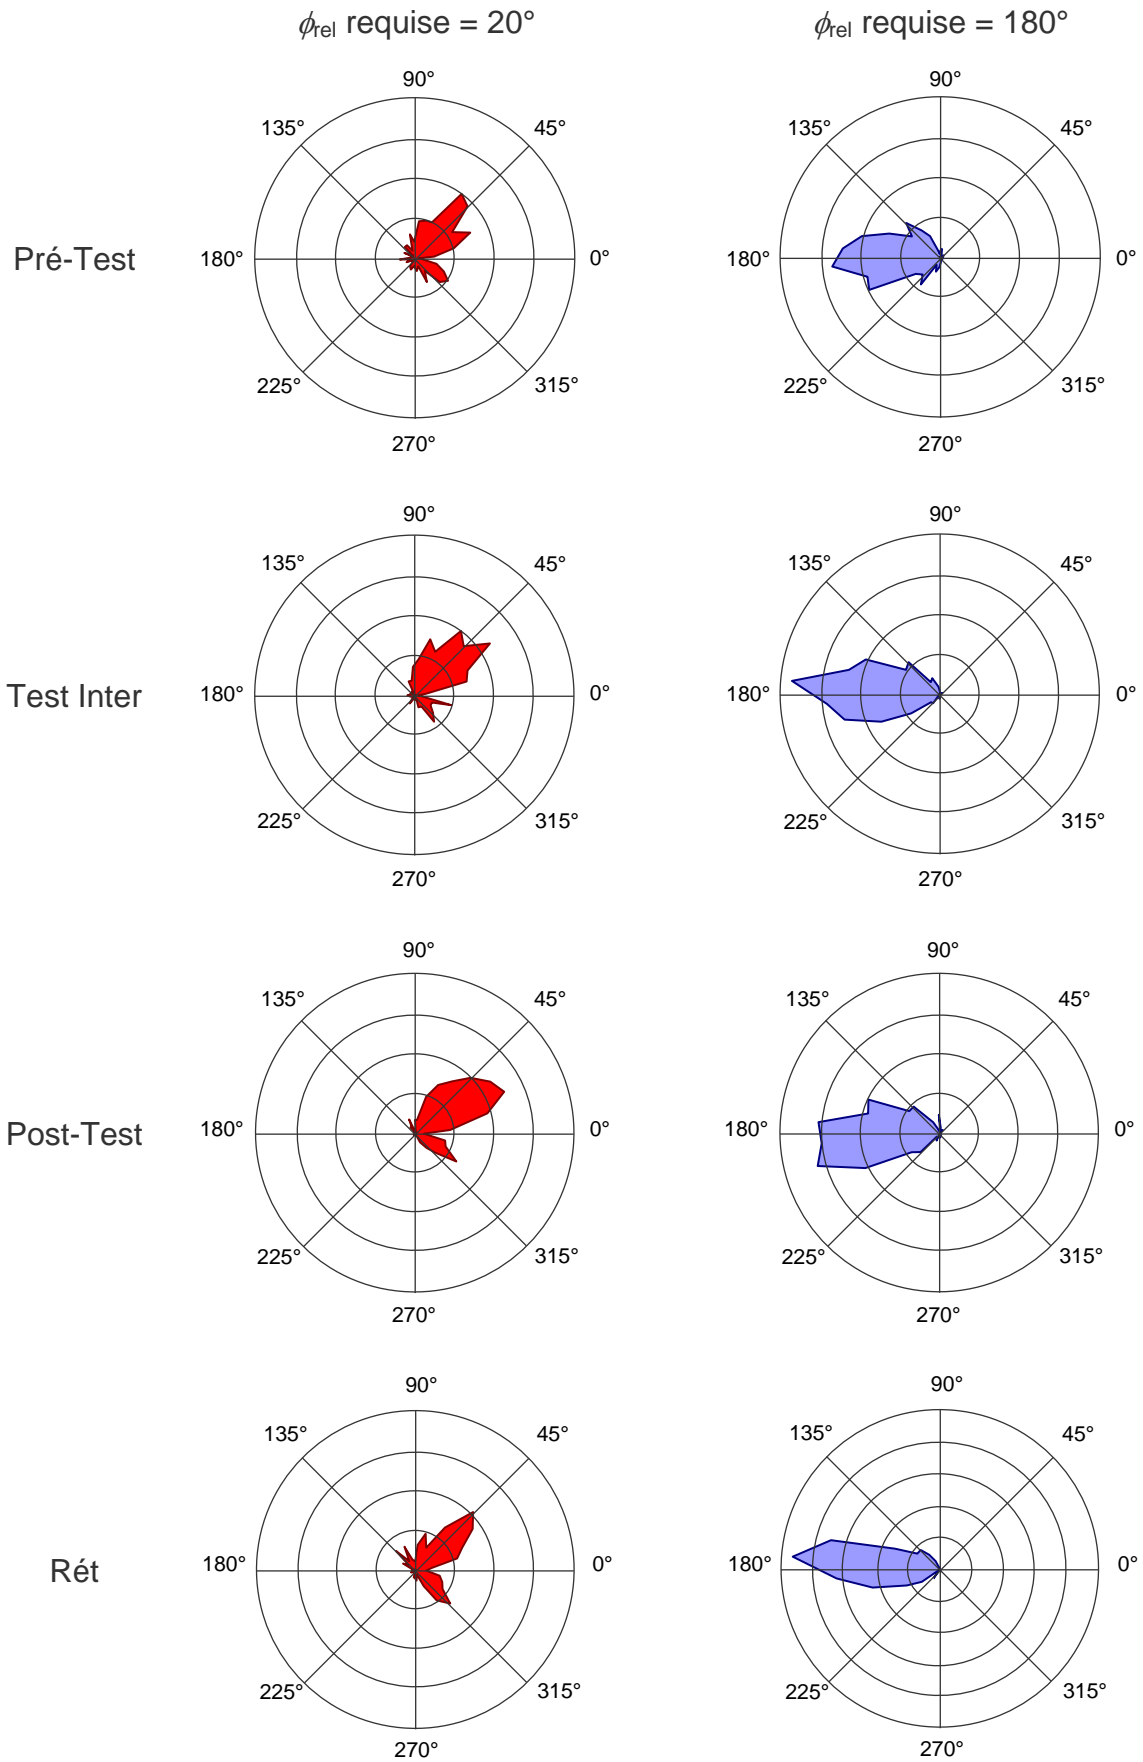 ϕrel requise = 20° ϕrel requise = 180°
90° 90°
135° 45° 135° 45°
Pré-Test 180° 0° 180° 0°
225° 315° 225° 315°
270° 270°
90° 90°
135° 45° 135° 45°
Test Inter 180° 0° 180° 0°
225° 315° 225° 315°
270° 270°
90° 90°
135° 45° 135° 45°
Post-Test 180° 0° 180° 0°
225° 315° 225° 315°
270° 270°
90° 90°
135° 45° 135° 45°
Rét 180° 0° 180° 0°
225° 315° 225° 315°
270° 270°